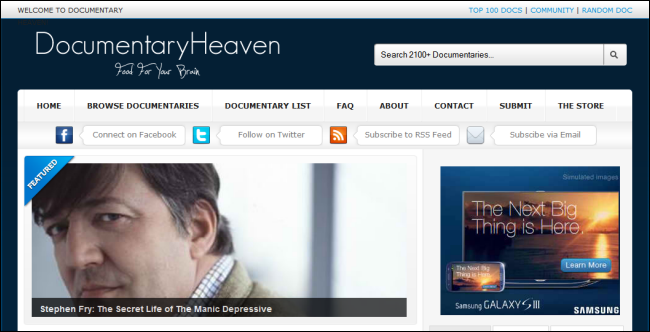 WELCOME TO DOCUMENTARY
TOP 100 DOCS | COMMUNITY | RANDOM DOC
DocumentaryHeaven
Food For Your Brain
Search 2100+ Documentaries...
HOME BROWSE DOCUMENTARIES DOCUMENTARY LIST FAQ ABOUT CONTACT SUBMIT THE STORE
Connect on Facebook Follow on Twitter Subscribe to RSS Feed Subscibe via Email
FEATURED
Simulated images
The Next Big
Thing is Here.
Learn More
The Next Big
Thing is Here.
Samsung GALAXY S III SAMSUNG
Stephen Fry: The Secret Life of The Manic Depressive